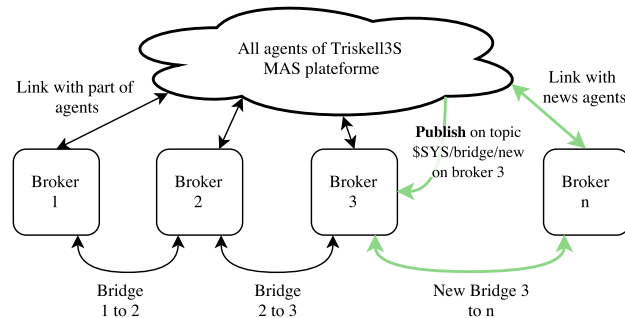 All agents of Triskell3S
MAS plateforme
Link with part of
agents
Link with
news agents
Publish on topic
$SYS/bridge/new
on broker 3
Broker
1
Broker
2
Broker
3
Broker
n
Bridge
1 to 2
Bridge
2 to 3
New Bridge 3
to n